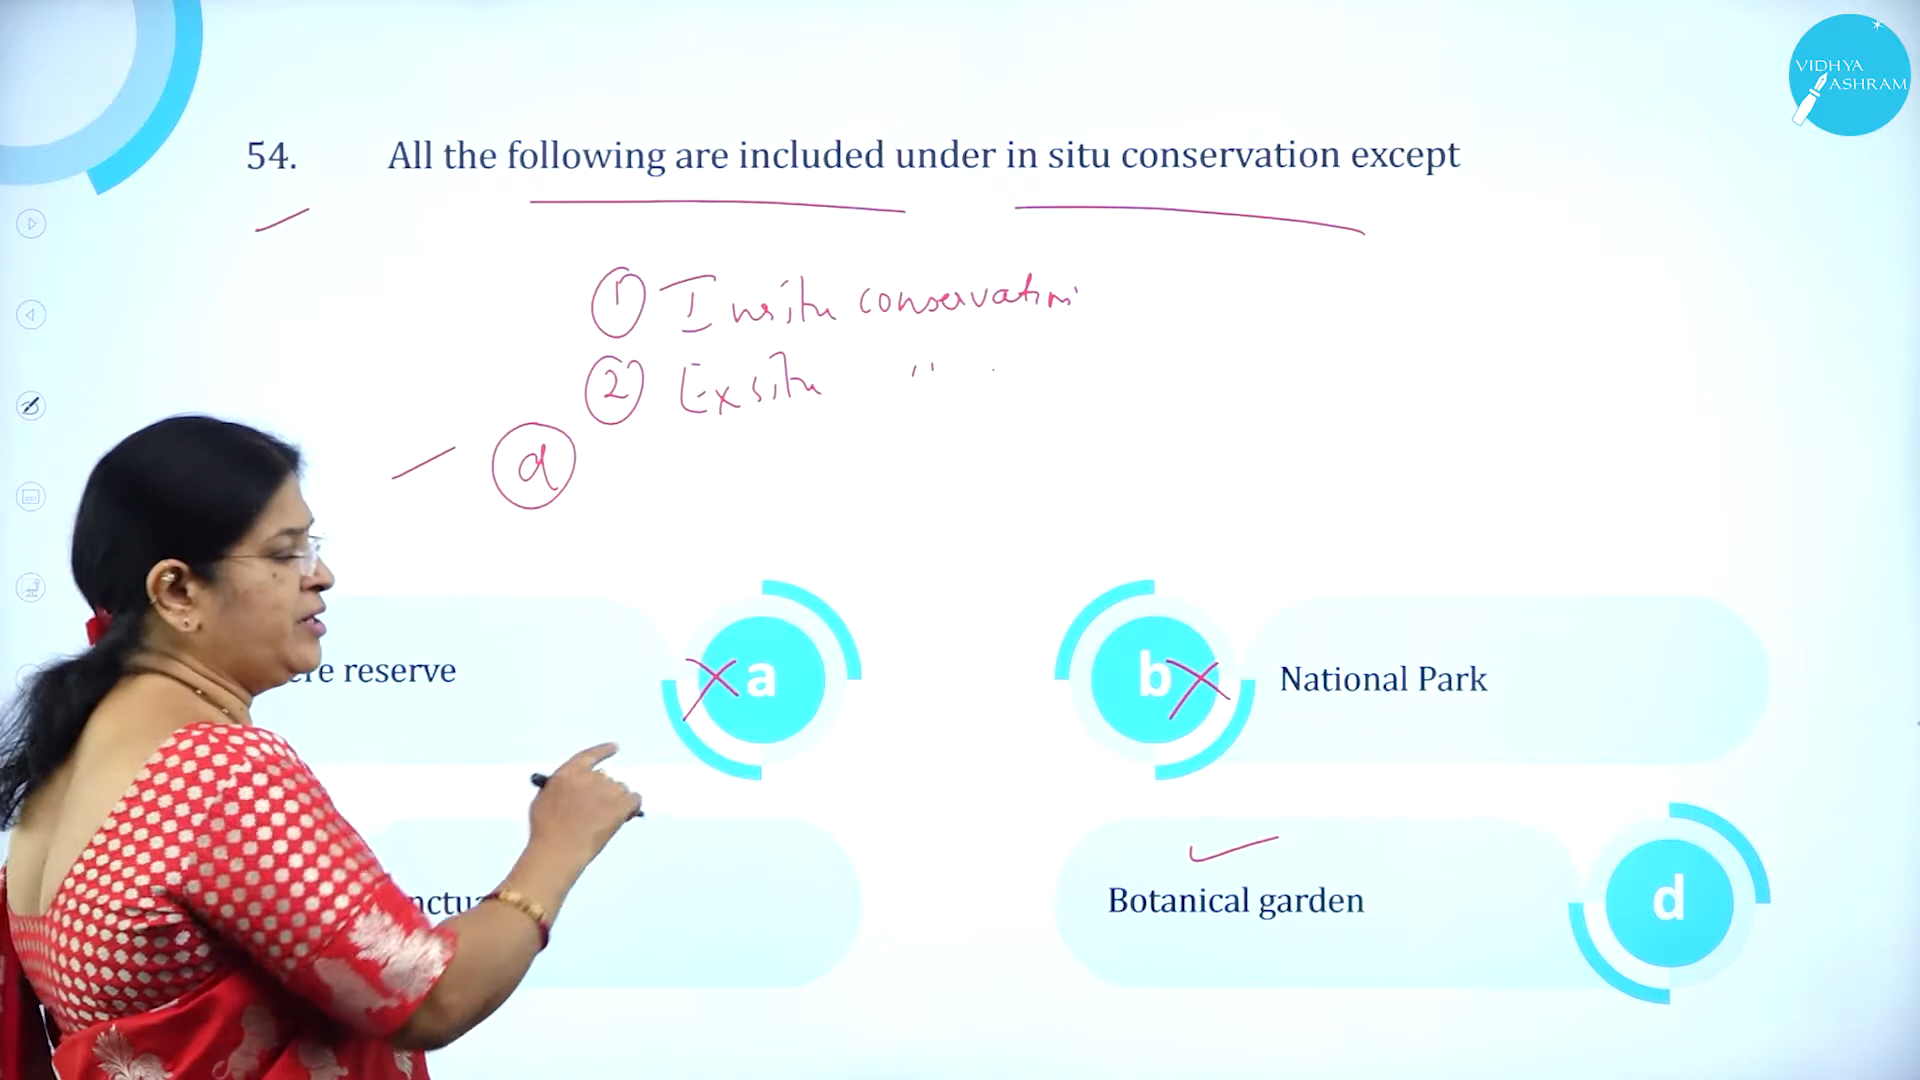 VIDHYA
ASHRAM
54. All the following are included under in situ conservation except
1 Insitu conservation
2 Exsitu "
d
reserve a
b National Park
Botanical garden d